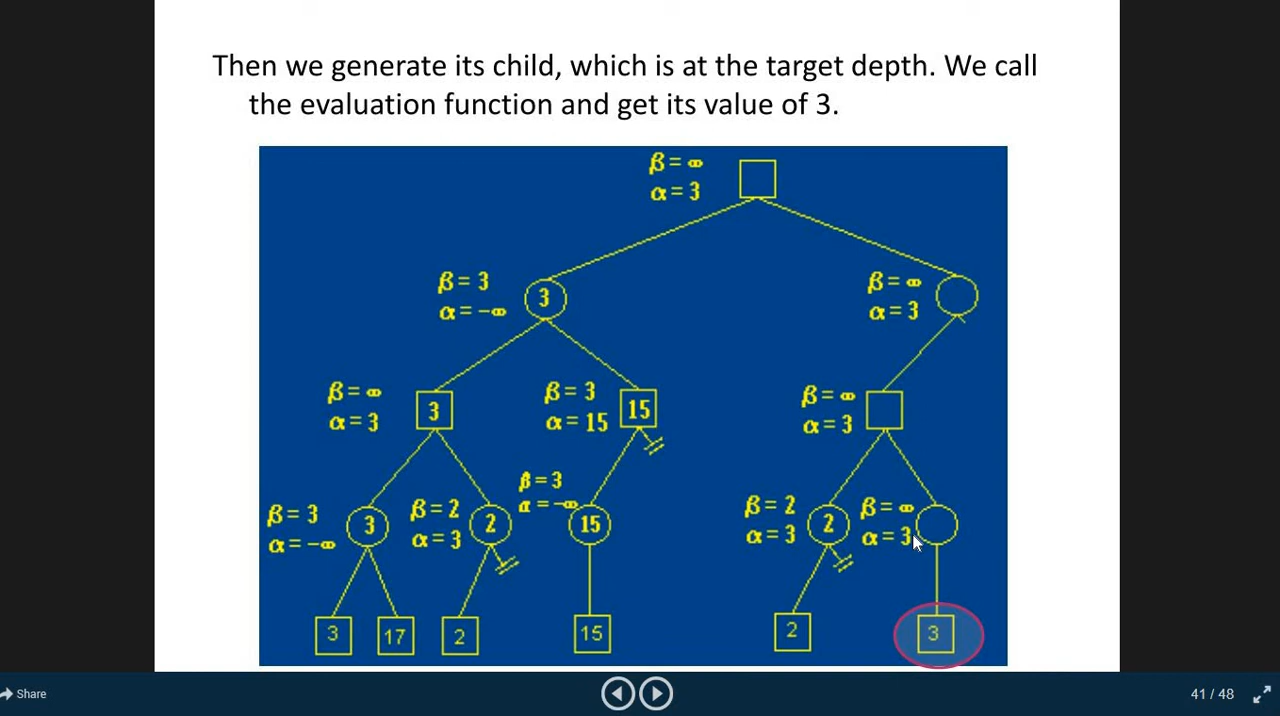 Then we generate its child, which is at the target depth. We call
the evaluation function and get its value of 3.
β = ∞
α = 3
β = 3
α = -∞
3
β = ∞
α = 3
β = ∞
α = 3
3
β = 3
α = 15
15
β = ∞
α = 3
β = 3
α = -∞
3
β = 2
α = 3
2
β = 3
α = -∞
15
β = 2
α = 3
2
β = ∞
α = 3
3
17
2
15
2
3
Share
41 / 48